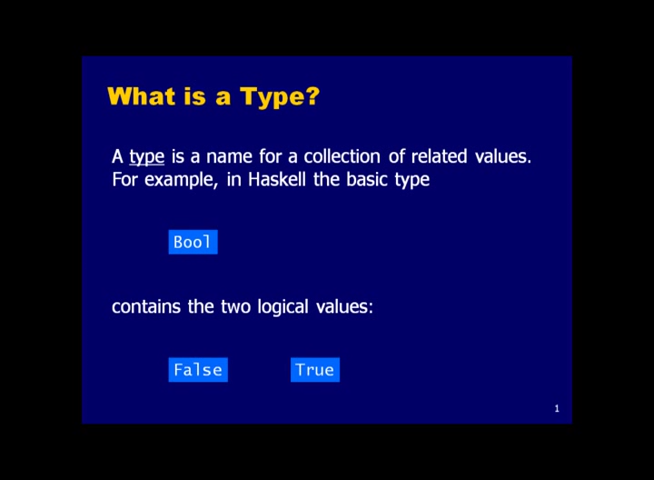 What is a Type?
A type is a name for a collection of related values.
For example, in Haskell the basic type
Bool
contains the two logical values:
False True
1